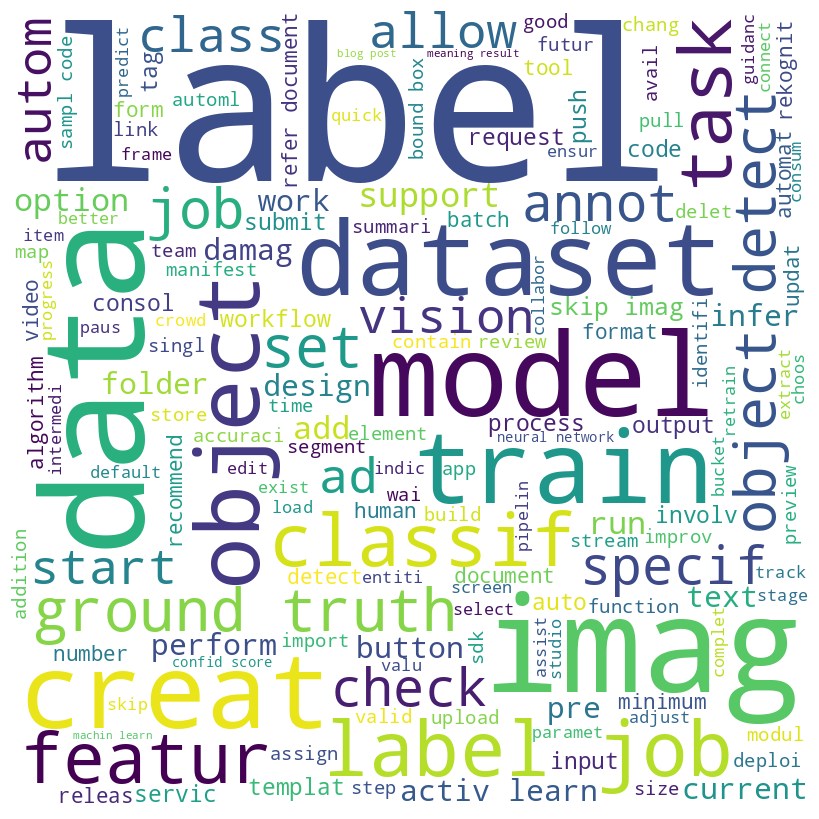 label
class
allow
task
autom
tag
predict
sampl code
form
link
frame
automl
refer document
blog post
meaning result
quick
bound box
request
good
futur
tool
ensur
push
chang
avail
pull
code
guidanc
connect
rekognit
automat
consum
option
better
job
work
submit
support
annot
batch
summari
follow
delet
object detect
updat
item
map
team
damag
manifest
data
object
dataset
collabor
video
progress
consol
paus
crowd
workflow
singl
vision
contain
review
skip imag
format
identifi
infer
choos
algorithm
intermedi
folder
set
design
model
store
time
add
element
accuraci
process
output
neural network
extract
retrain
bucket
default
recommend
edit
segment
ad
indic
app
wai
train
exist
load
human
build
pipelin
run
involv
stream
improv
preview
start
classif
detect
entiti
screen
document
specif
track
stage
addition
ground truth
select
sdk
auto
function
text
number
perform
import
button
valu
assist
studio
imag
complet
confid score
creat
skip
check
valid
upload
pre
minimum
adjust
paramet
modul
machin learn
featur
assign
label job
input
deploi
releas
servic
templat
step
activ learn
size
current